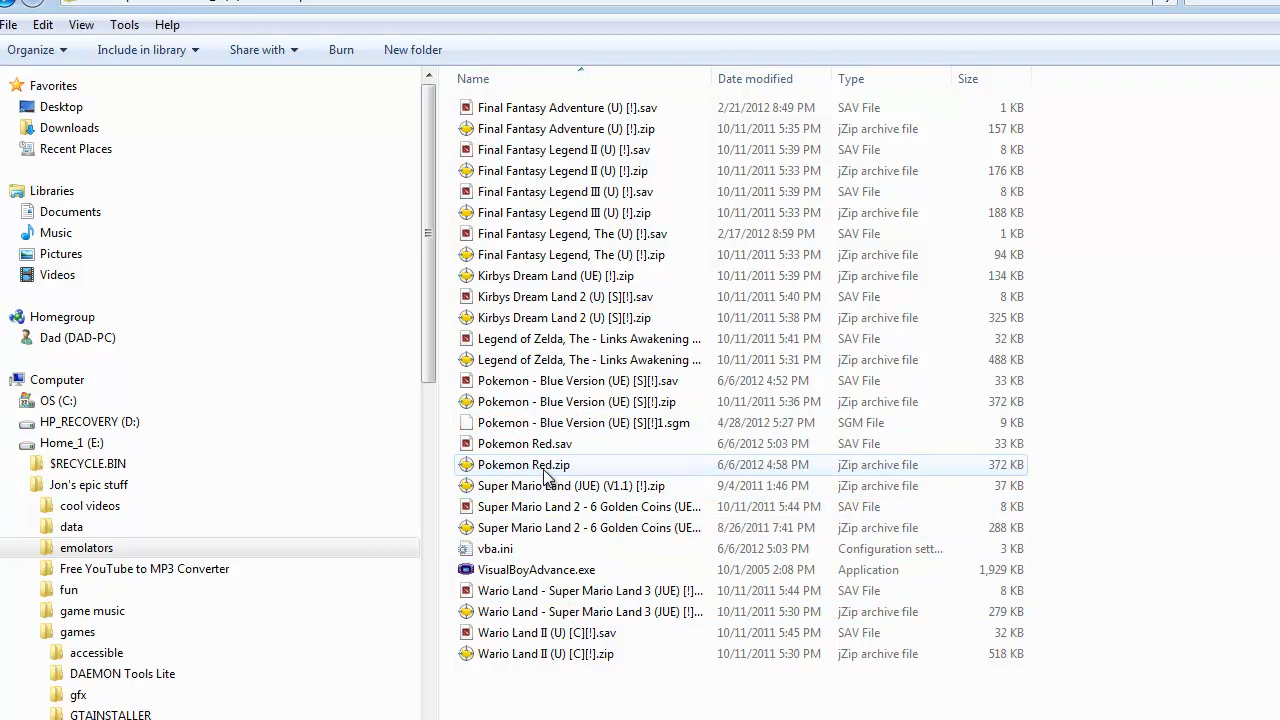 File Edit View Tools Help
Organize Include in library Share with Burn New folder
Name Date modified Type Size
Favorites
Desktop
Downloads
Recent Places
Libraries
Documents
Music
Pictures
Videos
Homegroup
Dad (DAD-PC)
Computer
OS (C:)
HP_RECOVERY (D:)
Home_1 (E:)
$RECYCLE.BIN
Jon's epic stuff
cool videos
data
emolators
Free YouTube to MP3 Converter
fun
game music
games
accessible
DAEMON Tools Lite
gfx
GTAINSTALLER
Final Fantasy Adventure (U) [!].sav 2/21/2012 8:49 PM SAV File 1 KB
Final Fantasy Adventure (U) [!].zip 10/11/2011 5:35 PM jZip archive file 157 KB
Final Fantasy Legend II (U) [!].sav 10/11/2011 5:39 PM SAV File 8 KB
Final Fantasy Legend II (U) [!].zip 10/11/2011 5:33 PM jZip archive file 176 KB
Final Fantasy Legend III (U) [!].sav 10/11/2011 5:39 PM SAV File 8 KB
Final Fantasy Legend III (U) [!].zip 10/11/2011 5:33 PM jZip archive file 188 KB
Final Fantasy Legend, The (U) [!].sav 2/17/2012 8:59 PM SAV File 1 KB
Final Fantasy Legend, The (U) [!].zip 10/11/2011 5:33 PM jZip archive file 94 KB
Kirbys Dream Land (UE) [!].zip 10/11/2011 5:39 PM jZip archive file 134 KB
Kirbys Dream Land 2 (U) [S][!].sav 10/11/2011 5:40 PM SAV File 8 KB
Kirbys Dream Land 2 (U) [S][!].zip 10/11/2011 5:38 PM jZip archive file 325 KB
Legend of Zelda, The - Links Awakening ... 10/11/2011 5:41 PM SAV File 32 KB
Legend of Zelda, The - Links Awakening ... 10/11/2011 5:31 PM jZip archive file 488 KB
Pokemon - Blue Version (UE) [S][!].sav 6/6/2012 4:52 PM SAV File 33 KB
Pokemon - Blue Version (UE) [S][!].zip 10/11/2011 5:36 PM jZip archive file 372 KB
Pokemon - Blue Version (UE) [S][!]1.sgm 4/28/2012 5:27 PM SGM File 9 KB
Pokemon Red.sav 6/6/2012 5:03 PM SAV File 33 KB
Pokemon Red.zip 6/6/2012 4:58 PM jZip archive file 372 KB
Super Mario Land (JUE) (V1.1) [!].zip 9/4/2011 1:46 PM jZip archive file 37 KB
Super Mario Land 2 - 6 Golden Coins (UE... 10/11/2011 5:44 PM SAV File 8 KB
Super Mario Land 2 - 6 Golden Coins (UE... 8/26/2011 7:41 PM jZip archive file 288 KB
vba.ini 6/6/2012 5:03 PM Configuration sett... 3 KB
VisualBoyAdvance.exe 10/1/2005 2:08 PM Application 1,929 KB
Wario Land - Super Mario Land 3 (JUE) [!]... 10/11/2011 5:44 PM SAV File 8 KB
Wario Land - Super Mario Land 3 (JUE) [!]... 10/11/2011 5:30 PM jZip archive file 279 KB
Wario Land II (U) [C][!].sav 10/11/2011 5:45 PM SAV File 32 KB
Wario Land II (U) [C][!].zip 10/11/2011 5:30 PM jZip archive file 518 KB